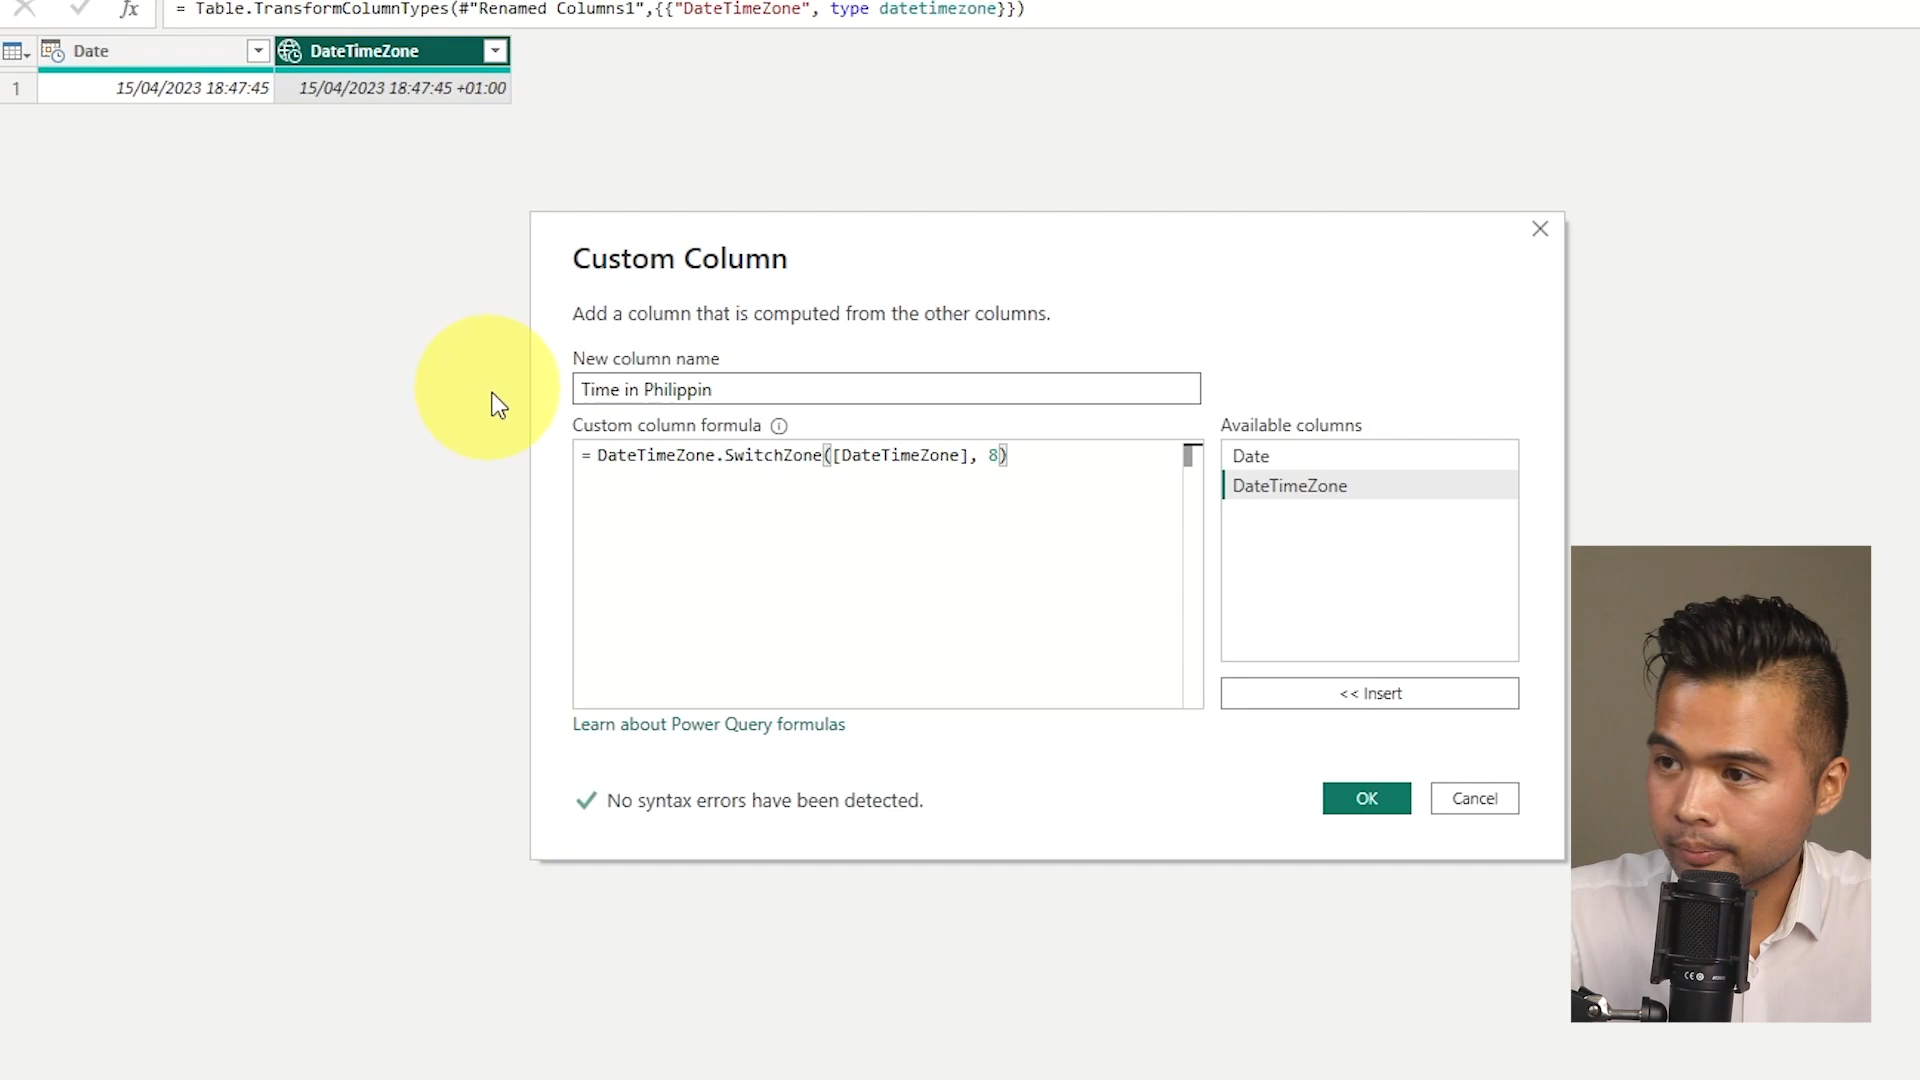 fx = Table.TransformColumnTypes(#"Renamed Columns1",{{"DateTimeZone", type datetimezone}})
Date DateTimeZone
1 15/04/2023 18:47:45 15/04/2023 18:47:45 +01:00
Custom Column
Add a column that is computed from the other columns.
New column name
Time in Philippin
Custom column formula Available columns
= DateTimeZone.SwitchZone([DateTimeZone], 8)
Date
DateTimeZone
<< Insert
Learn about Power Query formulas
No syntax errors have been detected.
OK Cancel